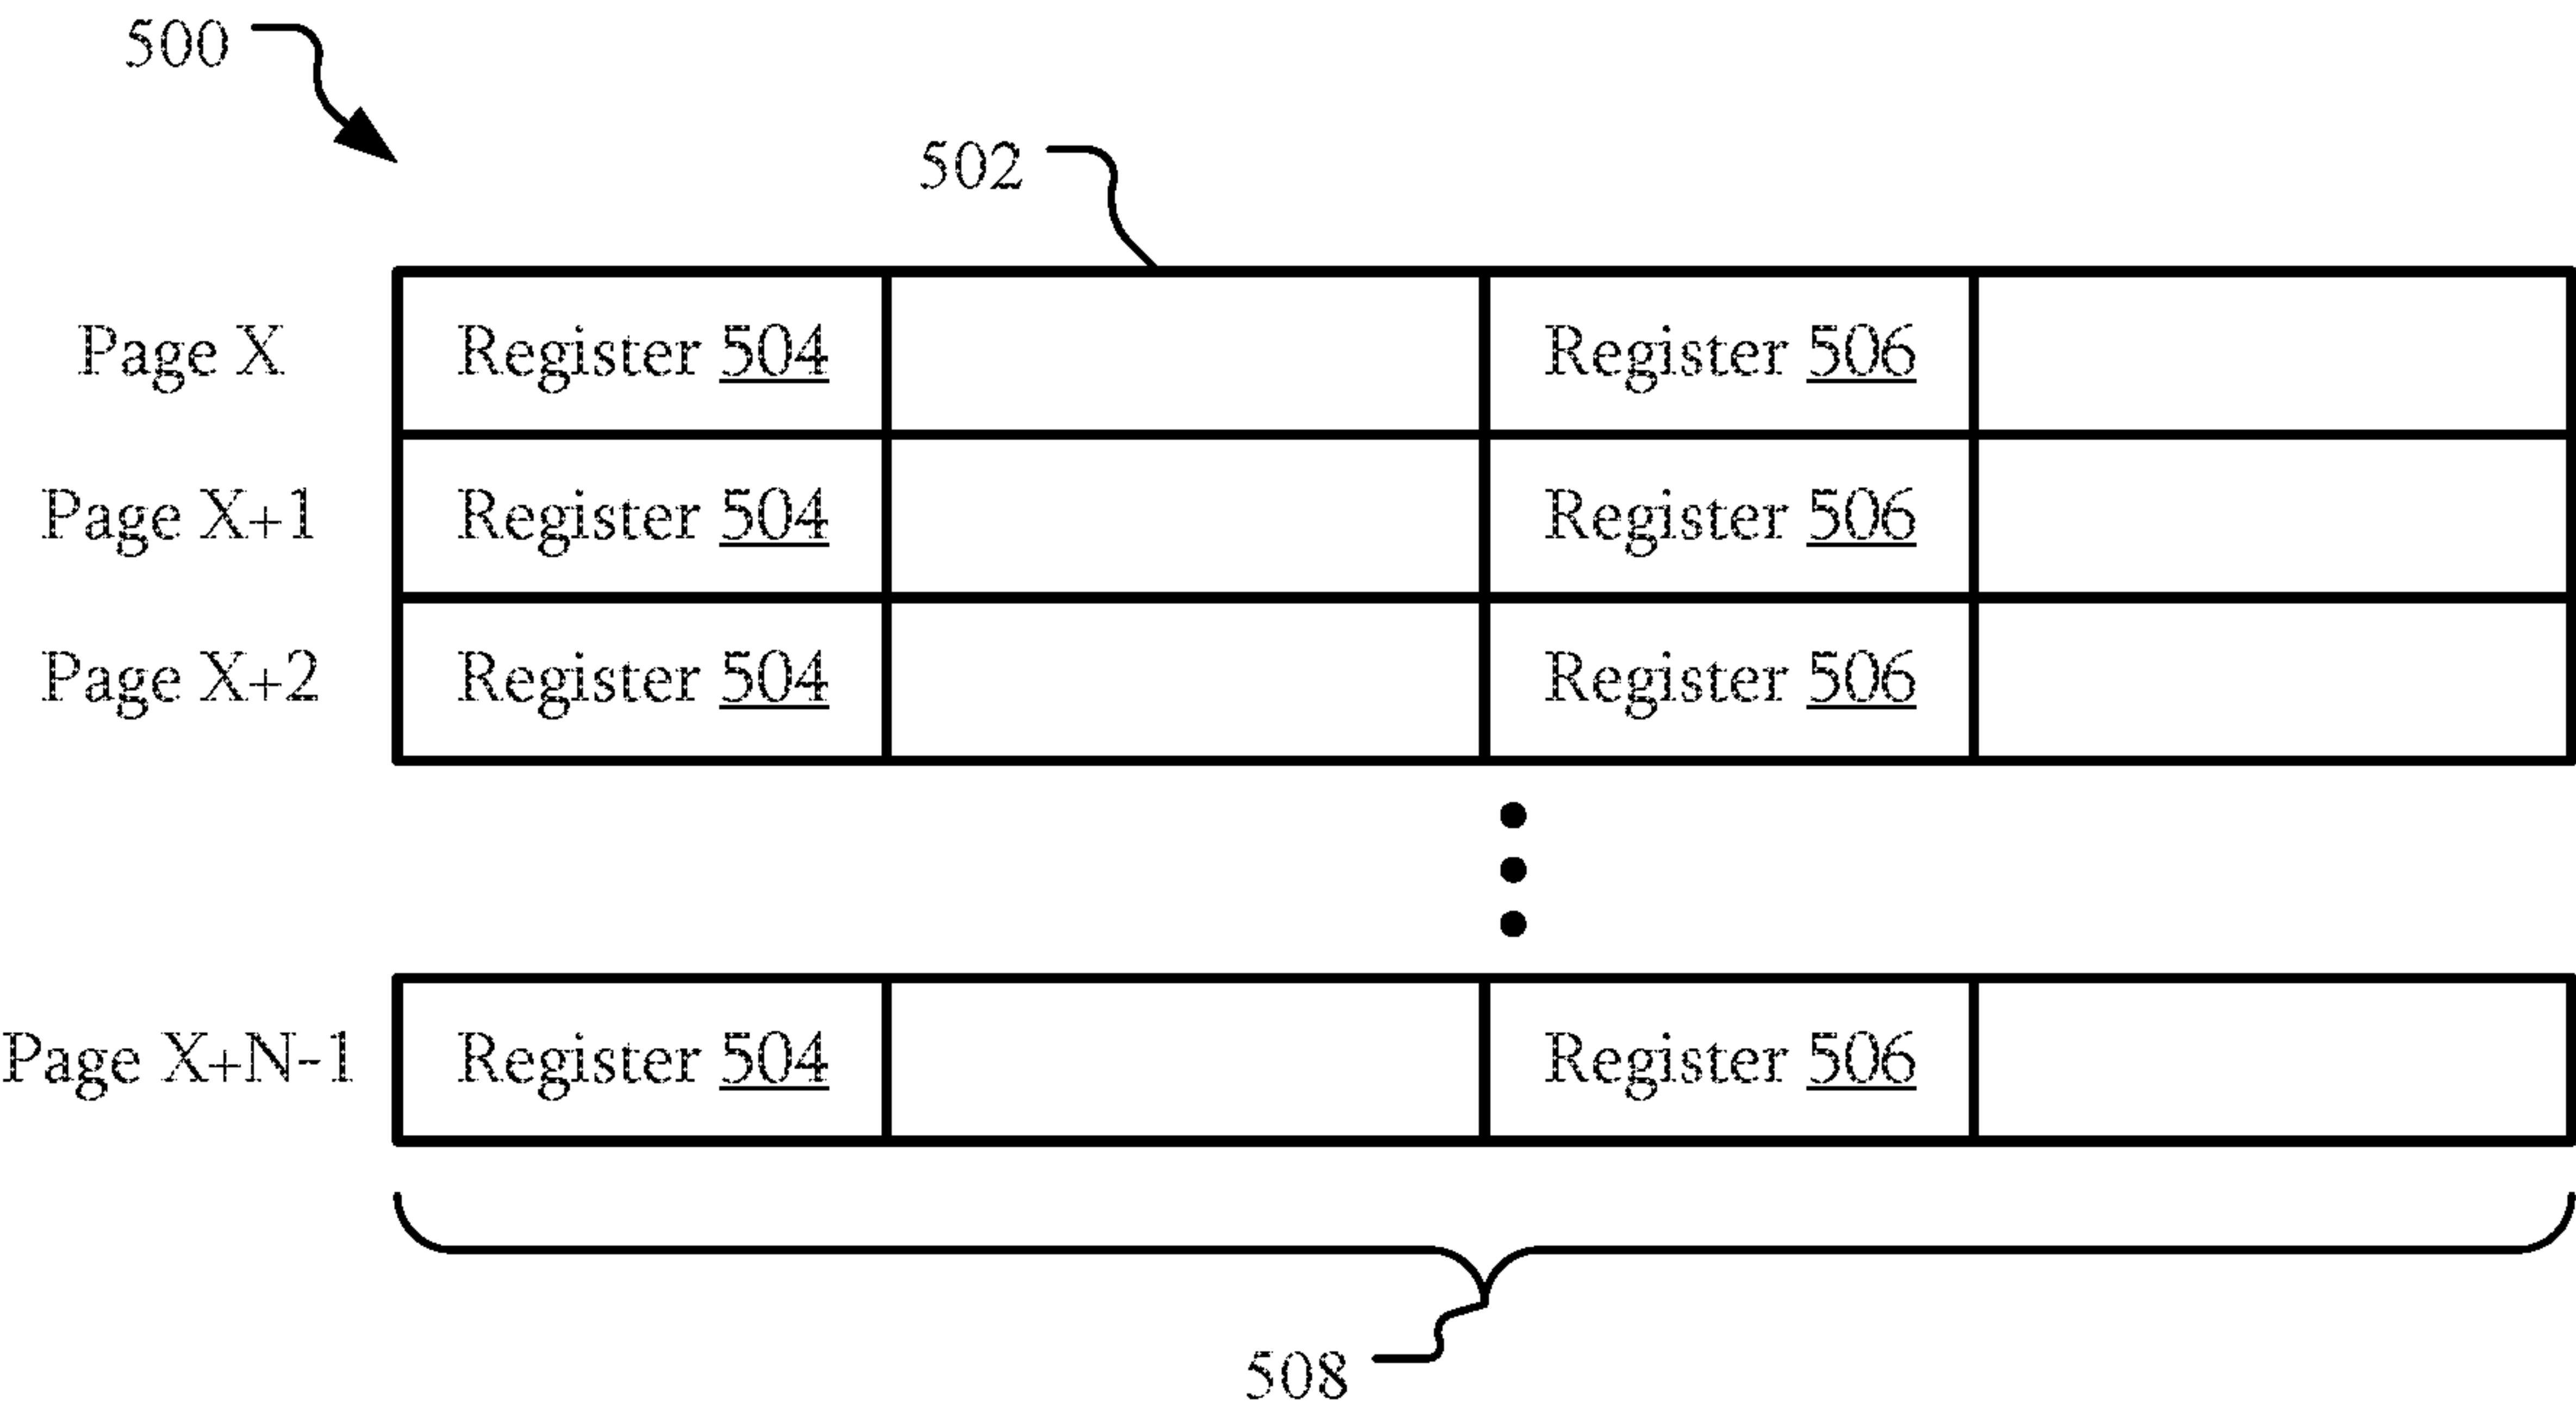 500
502
Page X Register 504 Register 506
Page X+1 Register 504 Register 506
Page X+2 Register 504 Register 506
Page X+N-1 Register 504 Register 506
508